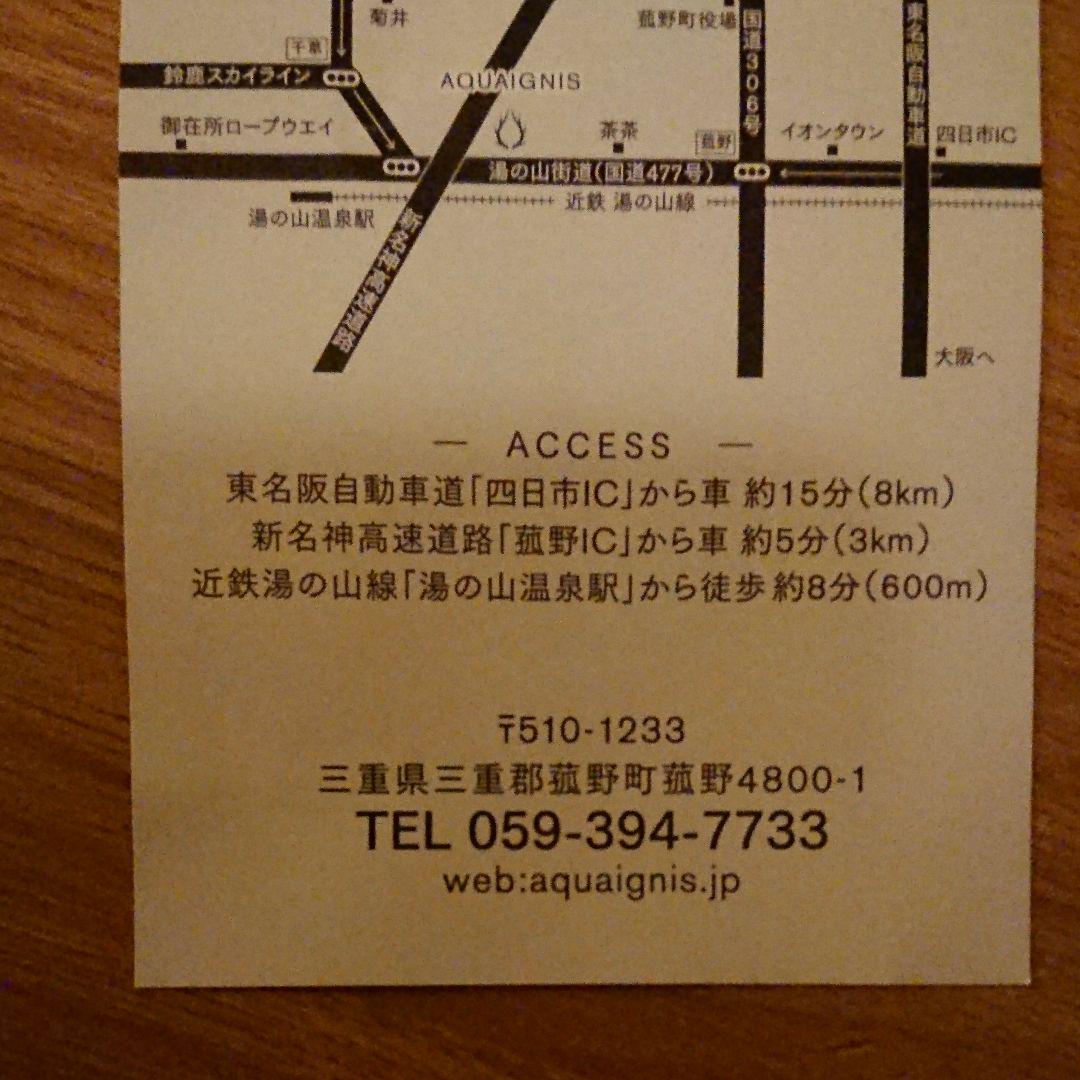 菊井
菰野町役場
国道306号
東名阪自動車道
千草
鈴鹿スカイライン
AQUAIGNIS
御在所ロープウエイ
茶茶
菰野
イオンタウン
四日市IC
湯の山街道(国道477号)
近鉄 湯の山線
湯の山温泉駅
新名神高速道路
大阪へ
— ACCESS —
東名阪自動車道「四日市IC」から車 約15分(8km)
新名神高速道路「菰野IC」から車 約5分(3km)
近鉄湯の山線「湯の山温泉駅」から徒歩 約8分(600m)
〒510-1233
三重県三重郡菰野町菰野4800-1
TEL 059-394-7733
web:aquaignis.jp